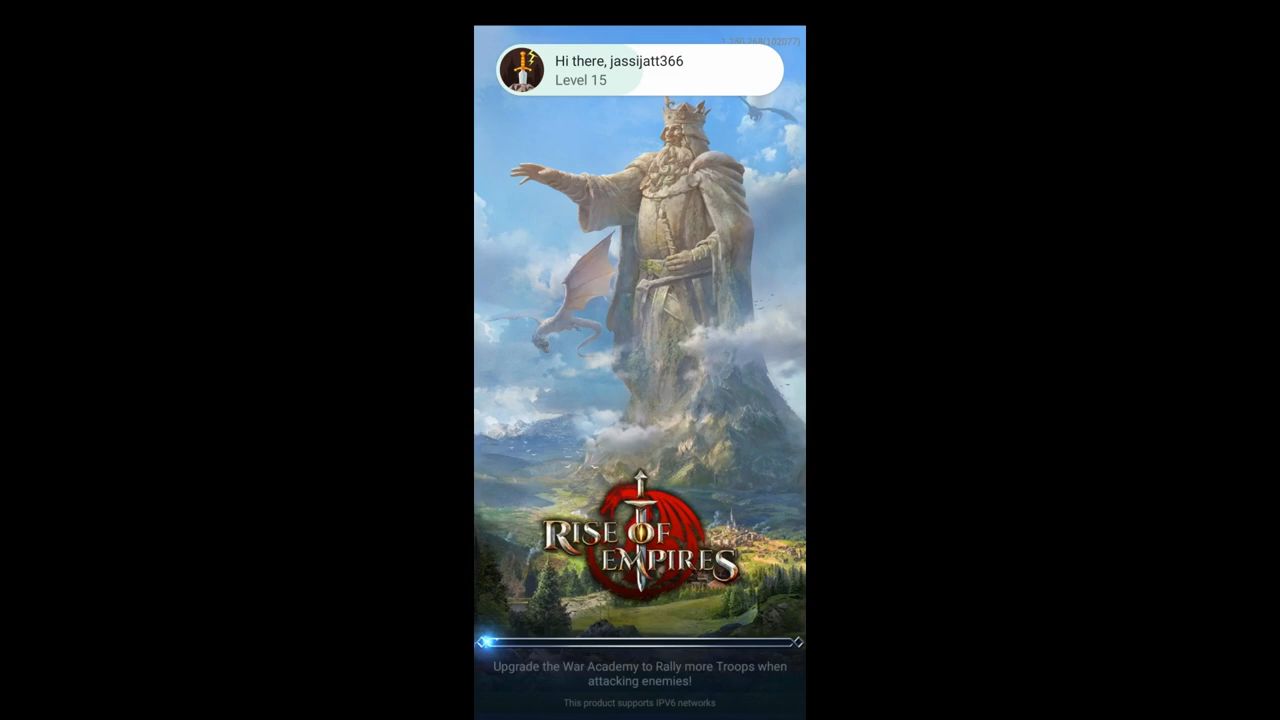 Hi there, jassijatt366
Level 15
RISE OF
EMPIRES
Upgrade the War Academy to Rally more Troops when
attacking enemies!
This product supports IPV6 networks